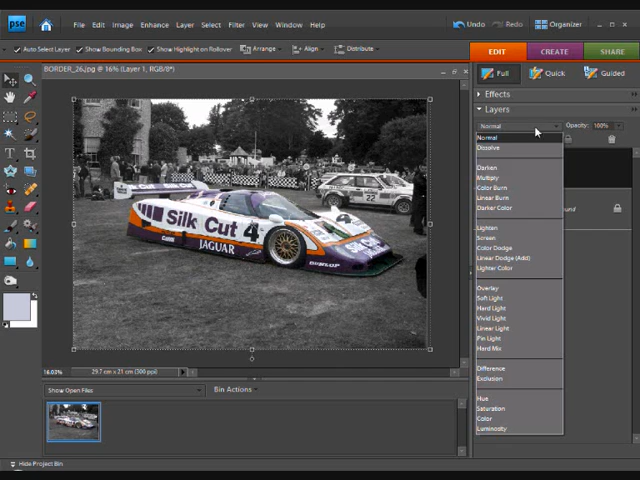 pse File Edit Image Enhance Layer Select Filter View Window Help Undo Redo Organizer
Auto Select Layer Show Bounding Box Show Highlight on Rollover Arrange Align Distribute
EDIT CREATE SHARE
BORDER_26.jpg @ 16% (Layer 1, RGB/8*)
Full Quick Guided
Effects
Layers
Normal Opacity: 100%
Normal
Dissolve
Darken
Multiply
Color Burn
Linear Burn
Darker Color
Lighten
Screen
Color Dodge
Linear Dodge (Add)
Lighter Color
Overlay
Soft Light
Hard Light
Vivid Light
Linear Light
Pin Light
Hard Mix
Difference
Exclusion
Hue
Saturation
Color
Luminosity
ound
22
Silk Cut 4
JAGUAR
4
Silk Cut
DUNLOP
16.03% 29.7 cm x 21 cm (300 ppi)
Show Open Files Bin Actions
Hide Project Bin